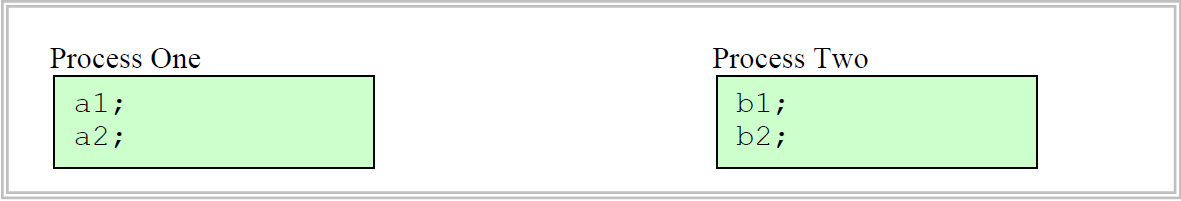 Process One
a1;
a2;
Process Two
b1;
b2;